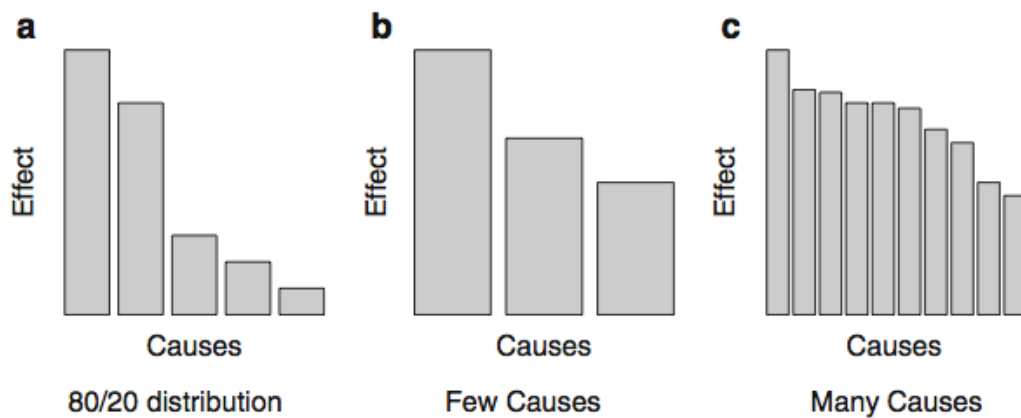 a
b
c
Effect
Effect
Effect
Causes
Causes
Causes
80/20 distribution
Few Causes
Many Causes